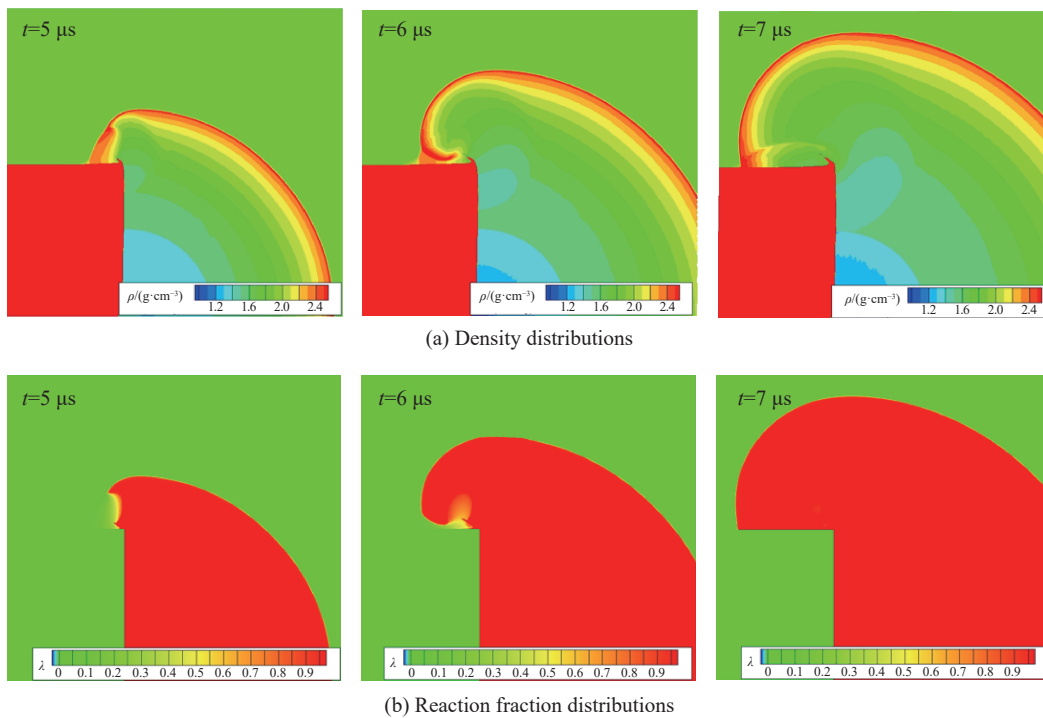 t=5 μs
t=6 μs
t=7 μs
ρ/(g·cm⁻³)
1.2 1.6 2.0 2.4
ρ/(g·cm⁻³)
1.2 1.6 2.0 2.4
ρ/(g·cm⁻³)
1.2 1.6 2.0 2.4
(a) Density distributions
t=5 μs
t=6 μs
t=7 μs
λ
0 0.1 0.2 0.3 0.4 0.5 0.6 0.7 0.8 0.9
λ
0 0.1 0.2 0.3 0.4 0.5 0.6 0.7 0.8 0.9
λ
0 0.1 0.2 0.3 0.4 0.5 0.6 0.7 0.8 0.9
(b) Reaction fraction distributions